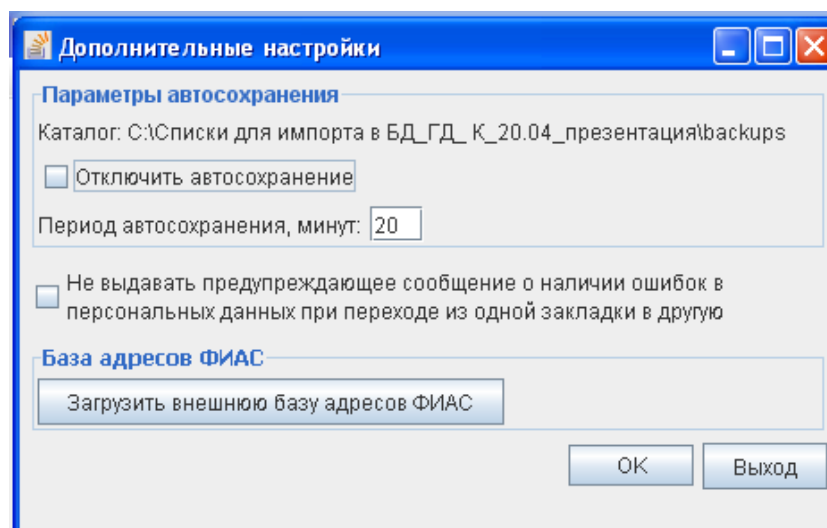 Дополнительные настройки
Параметры автосохранения
Каталог: C:\Списки для импорта в БД_ГД_ К_20.04_презентация\backups
Отключить автосохранение
Период автосохранения, минут: 20
Не выдавать предупреждающее сообщение о наличии ошибок в
персональных данных при переходе из одной закладки в другую
База адресов ФИАС
Загрузить внешнюю базу адресов ФИАС
OK
Выход